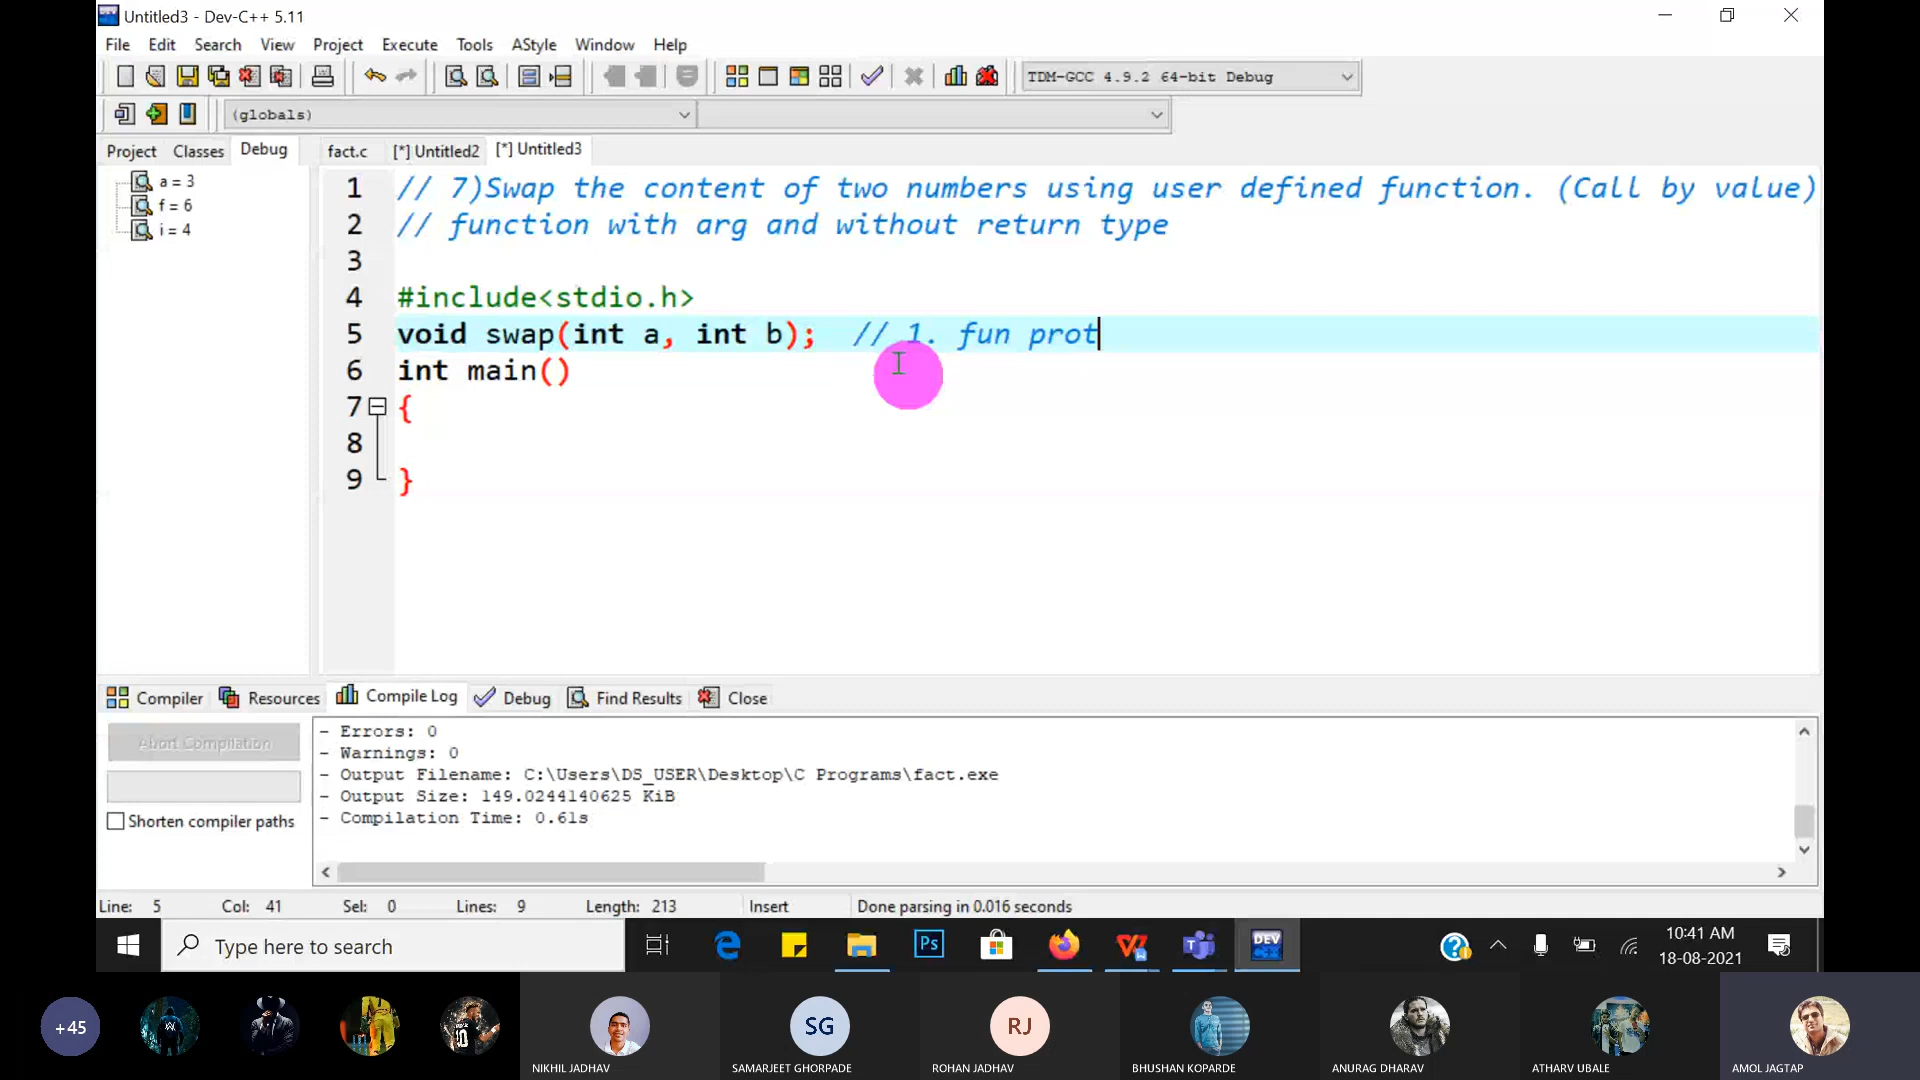 Untitled3 - Dev-C++ 5.11
File Edit Search View Project Execute Tools AStyle Window Help
TDM-GCC 4.9.2 64-bit Debug
(globals)
Project Classes Debug
fact.c [*] Untitled2 [*] Untitled3
a = 3
f = 6
i = 4
1 // 7)Swap the content of two numbers using user defined function. (Call by value)
2 // function with arg and without return type
3
4 #include<stdio.h>
5 void swap(int a, int b); // 1. fun prot
6 int main()
7 {
8
9 }
Compiler Resources Compile Log Debug Find Results Close
Abort Compilation
Shorten compiler paths
- Errors: 0
- Warnings: 0
- Output Filename: C:\Users\DS_USER\Desktop\C Programs\fact.exe
- Output Size: 149.0244140625 KiB
- Compilation Time: 0.61s
Line: 5 Col: 41 Sel: 0 Lines: 9 Length: 213 Insert Done parsing in 0.016 seconds
Type here to search
Ps
DEV
10:41 AM
18-08-2021
+45
10
SG
RJ
NIKHIL JADHAV
SAMARJEET GHORPADE
ROHAN JADHAV
BHUSHAN KOPARDE
ANURAG DHARAV
ATHARV UBALE
AMOL JAGTAP